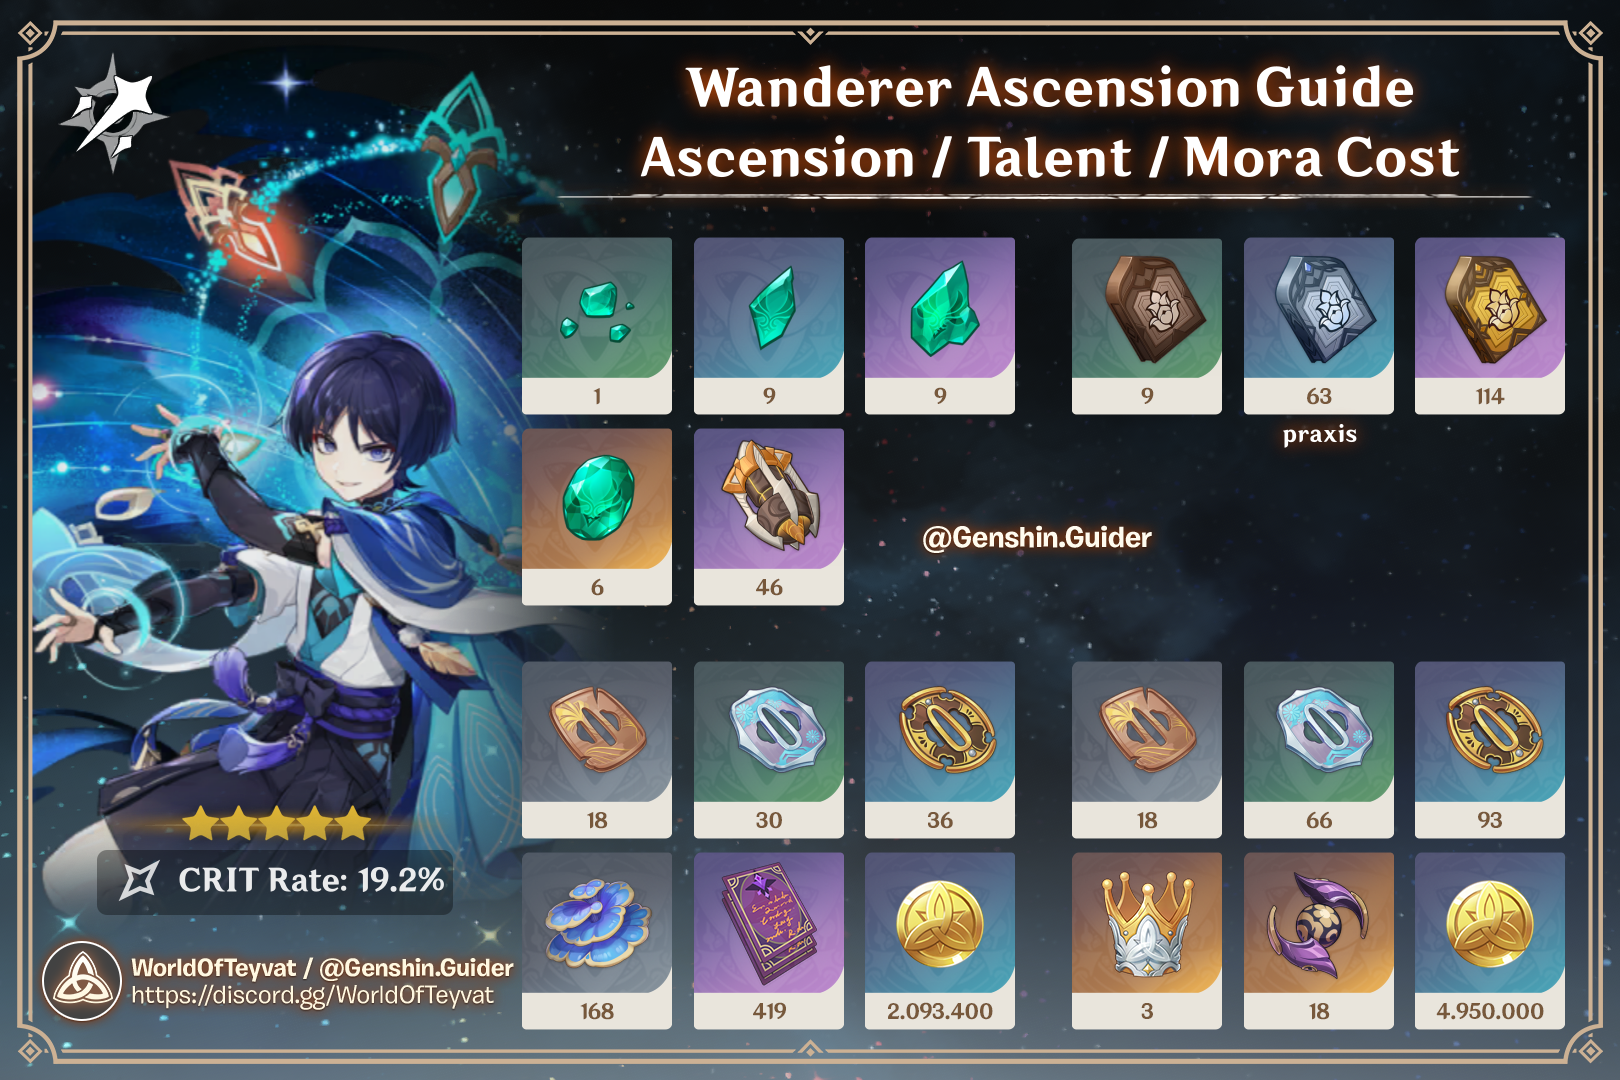 Wanderer Ascension Guide
Ascension / Talent / Mora Cost
1 9 9 9 63 114
praxis
6 46
@Genshin.Guider
18 30 36 18 66 93
168 419 2.093.400 3 18 4.950.000
CRIT Rate: 19.2%
WorldOfTeyvat / @Genshin.Guider
https://discord.gg/WorldOfTeyvat